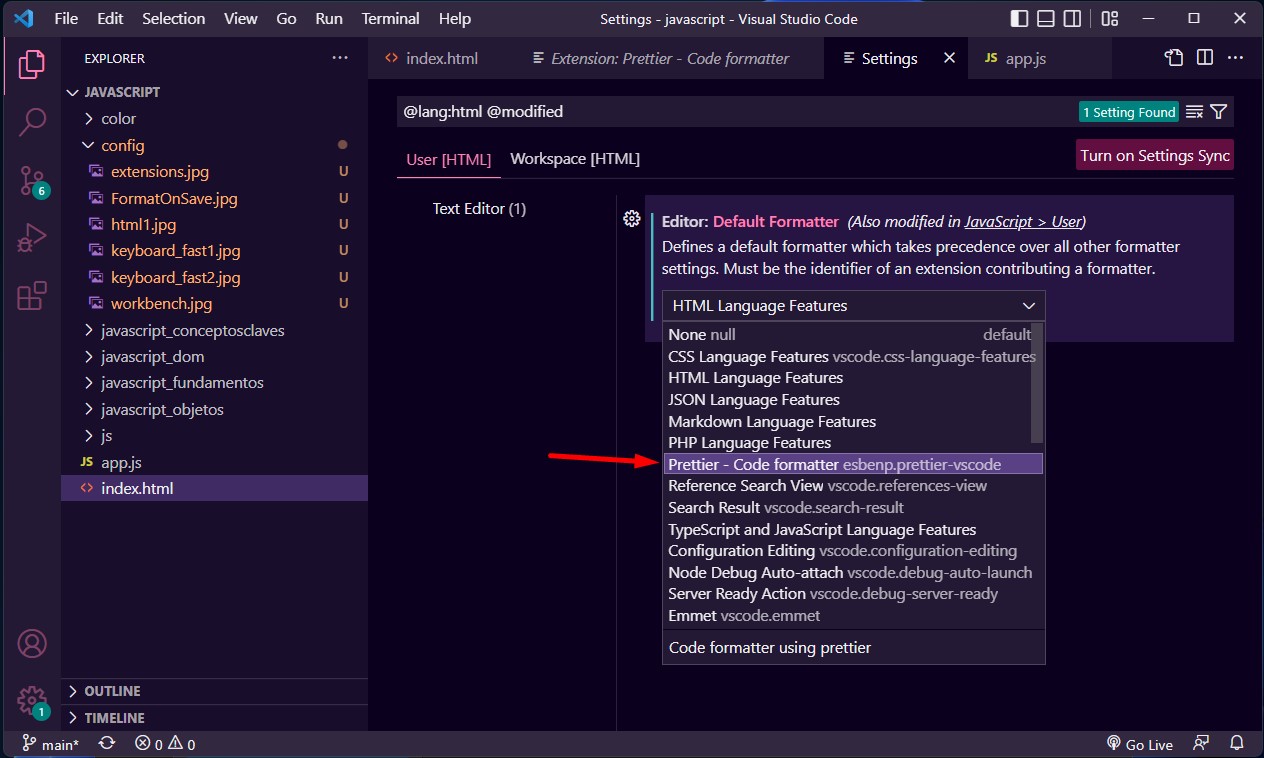 File Edit Selection View Go Run Terminal Help Settings - javascript - Visual Studio Code
EXPLORER
JAVASCRIPT
color
config
extensions.jpg U
FormatOnSave.jpg U
html1.jpg U
keyboard_fast1.jpg U
keyboard_fast2.jpg U
workbench.jpg U
javascript_conceptosclaves
javascript_dom
javascript_fundamentos
javascript_objetos
js
JS app.js
index.html
OUTLINE
TIMELINE
6
1
index.html Extension: Prettier - Code formatter Settings JS app.js
@lang:html @modified 1 Setting Found
User [HTML] Workspace [HTML] Turn on Settings Sync
Text Editor (1)
Editor: Default Formatter (Also modified in JavaScript > User)
Defines a default formatter which takes precedence over all other formatter
settings. Must be the identifier of an extension contributing a formatter.
HTML Language Features
None null default
CSS Language Features vscode.css-language-features
HTML Language Features
JSON Language Features
Markdown Language Features
PHP Language Features
Prettier - Code formatter esbenp.prettier-vscode
Reference Search View vscode.references-view
Search Result vscode.search-result
TypeScript and JavaScript Language Features
Configuration Editing vscode.configuration-editing
Node Debug Auto-attach vscode.debug-auto-launch
Server Ready Action vscode.debug-server-ready
Emmet vscode.emmet
Code formatter using prettier
main* 0 0 Go Live